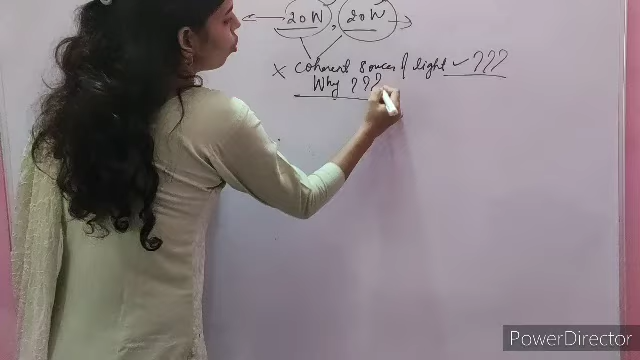 20W , 20W
× coherent sources of light ✓ ???
Why ???
PowerDirector